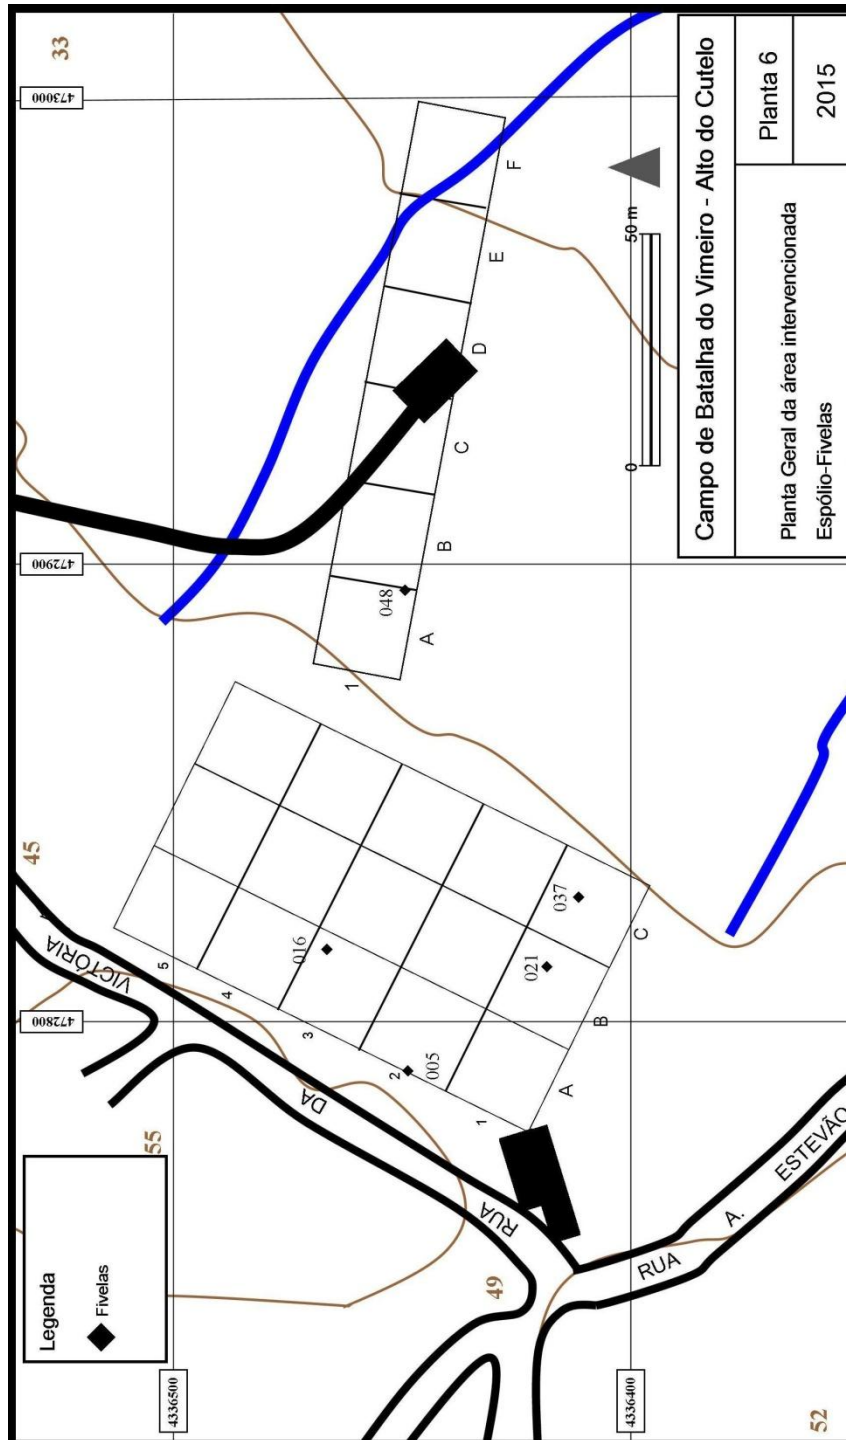 Legenda
Fivelas
33
45
55
49
52
473000
472900
472800
4336500
4336400
RUA
DA
VICTÓRIA
RUA
A.
ESTEVÃO
5
4
3
2
1
A
B
C
016
005
021
037
1
A
B
C
D
E
F
048
0
50 m
Campo de Batalha do Vimeiro - Alto do Cutelo
Planta Geral da área intervencionada
Espólio-Fivelas
Planta 6
2015